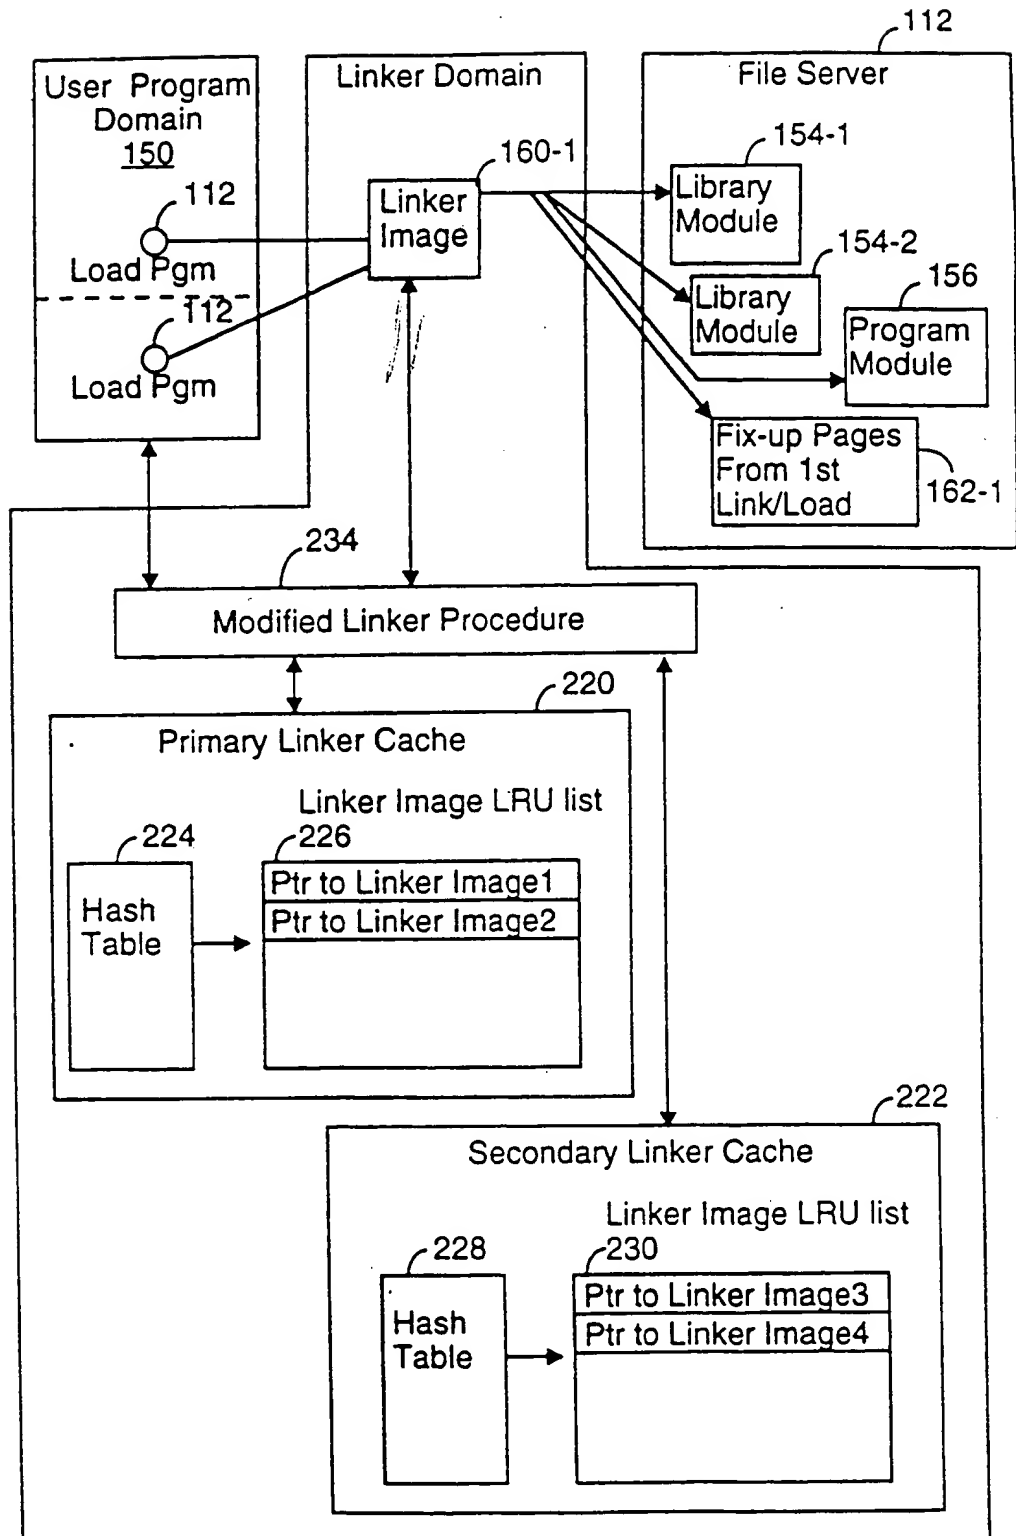 112
User Program
Domain
150
Linker Domain
File Server
160-1
154-1
Linker
Image
Library
Module
112
Load Pgm
154-2
156
Library
Module
Program
Module
112
Load Pgm
Fix-up Pages
From 1st
Link/Load
162-1
234
Modified Linker Procedure
220
Primary Linker Cache
Linker Image LRU list
224
226
Hash
Table
Ptr to Linker Image1
Ptr to Linker Image2
222
Secondary Linker Cache
Linker Image LRU list
228
230
Hash
Table
Ptr to Linker Image3
Ptr to Linker Image4